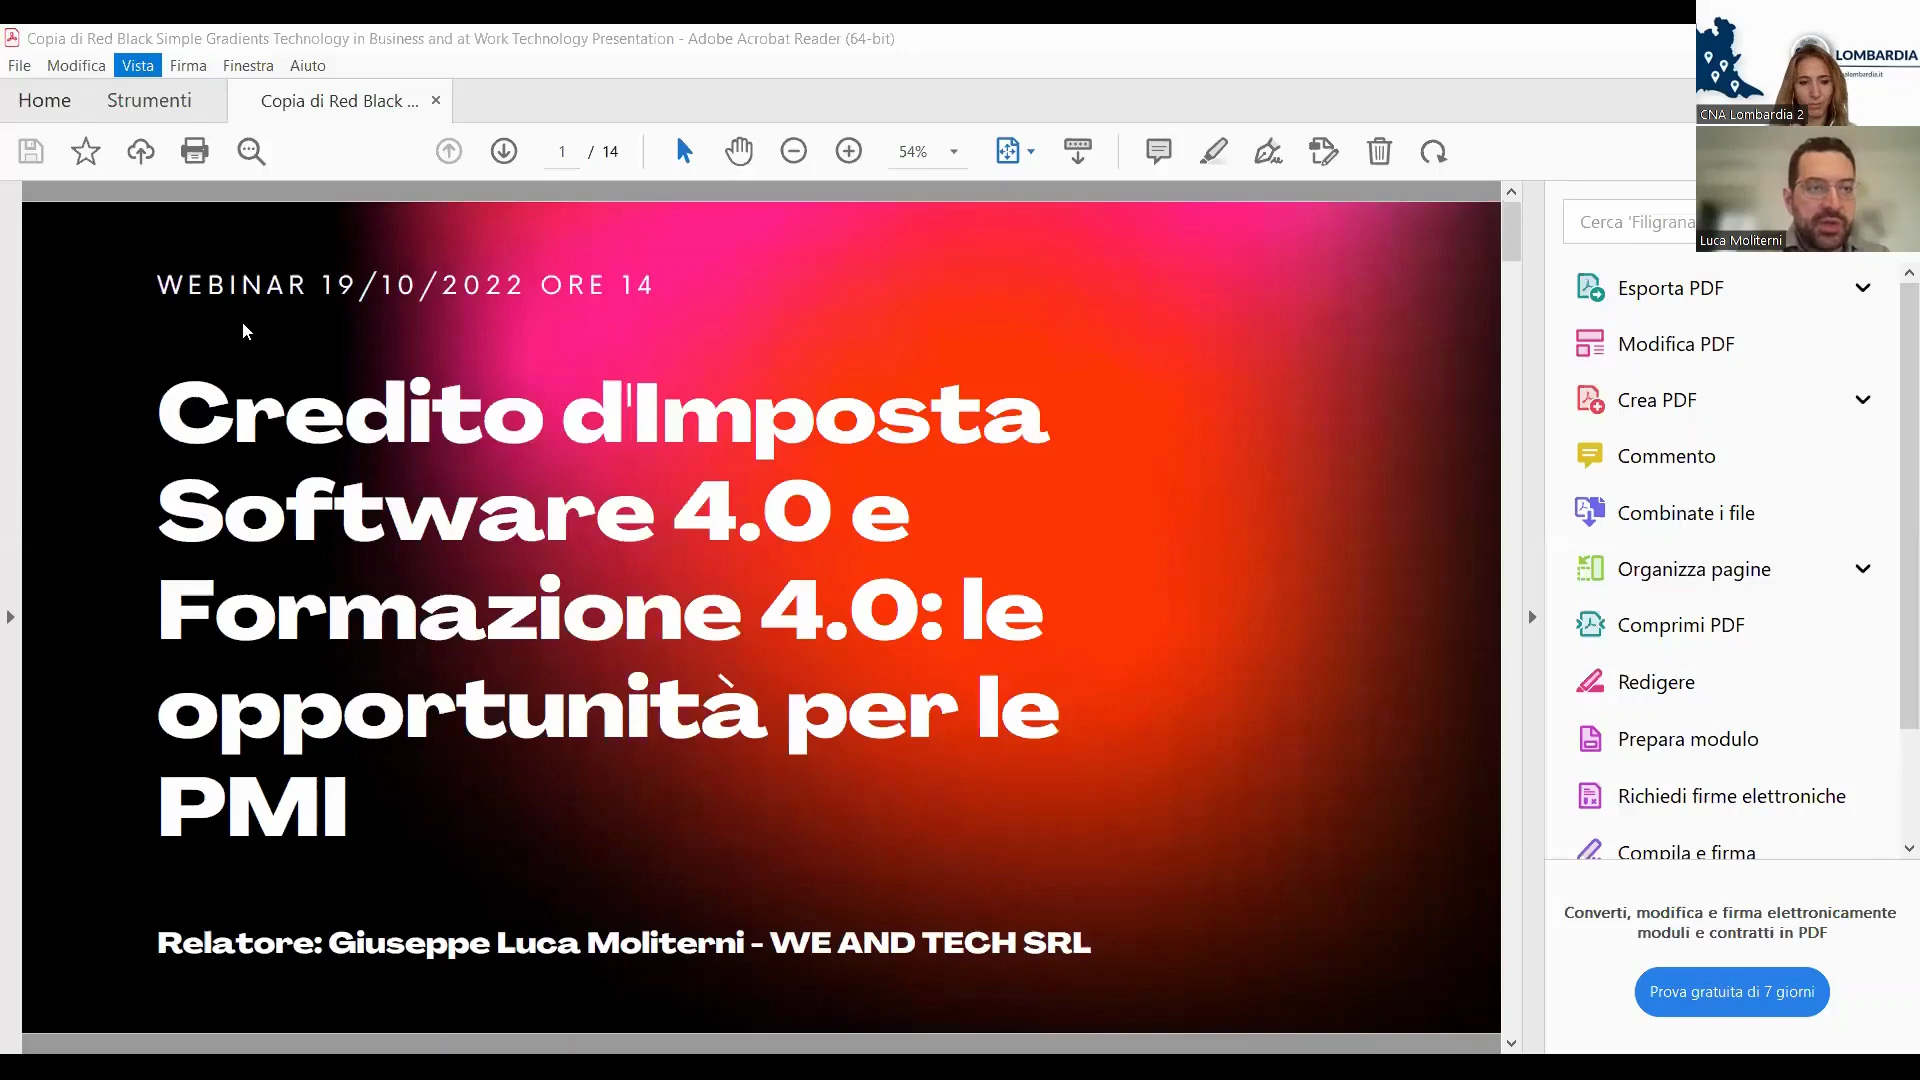 Copia di Red Black Simple Gradients Technology in Business and at Work Technology Presentation - Adobe Acrobat Reader (64-bit)
File Modifica Vista Firma Finestra Aiuto
Home Strumenti Copia di Red Black ... ×
1 / 14 54%
LOMBARDIA
CNA Lombardia 2
Luca Moliterni
WEBINAR 19/10/2022 ORE 14
Credito d'Imposta
Software 4.0 e
Formazione 4.0: le
opportunità per le
PMI
Relatore: Giuseppe Luca Moliterni - WE AND TECH SRL
Cerca 'Filigrana
Esporta PDF
Modifica PDF
Crea PDF
Commento
Combinate i file
Organizza pagine
Comprimi PDF
Redigere
Prepara modulo
Richiedi firme elettroniche
Compila e firma
Converti, modifica e firma elettronicamente
moduli e contratti in PDF
Prova gratuita di 7 giorni